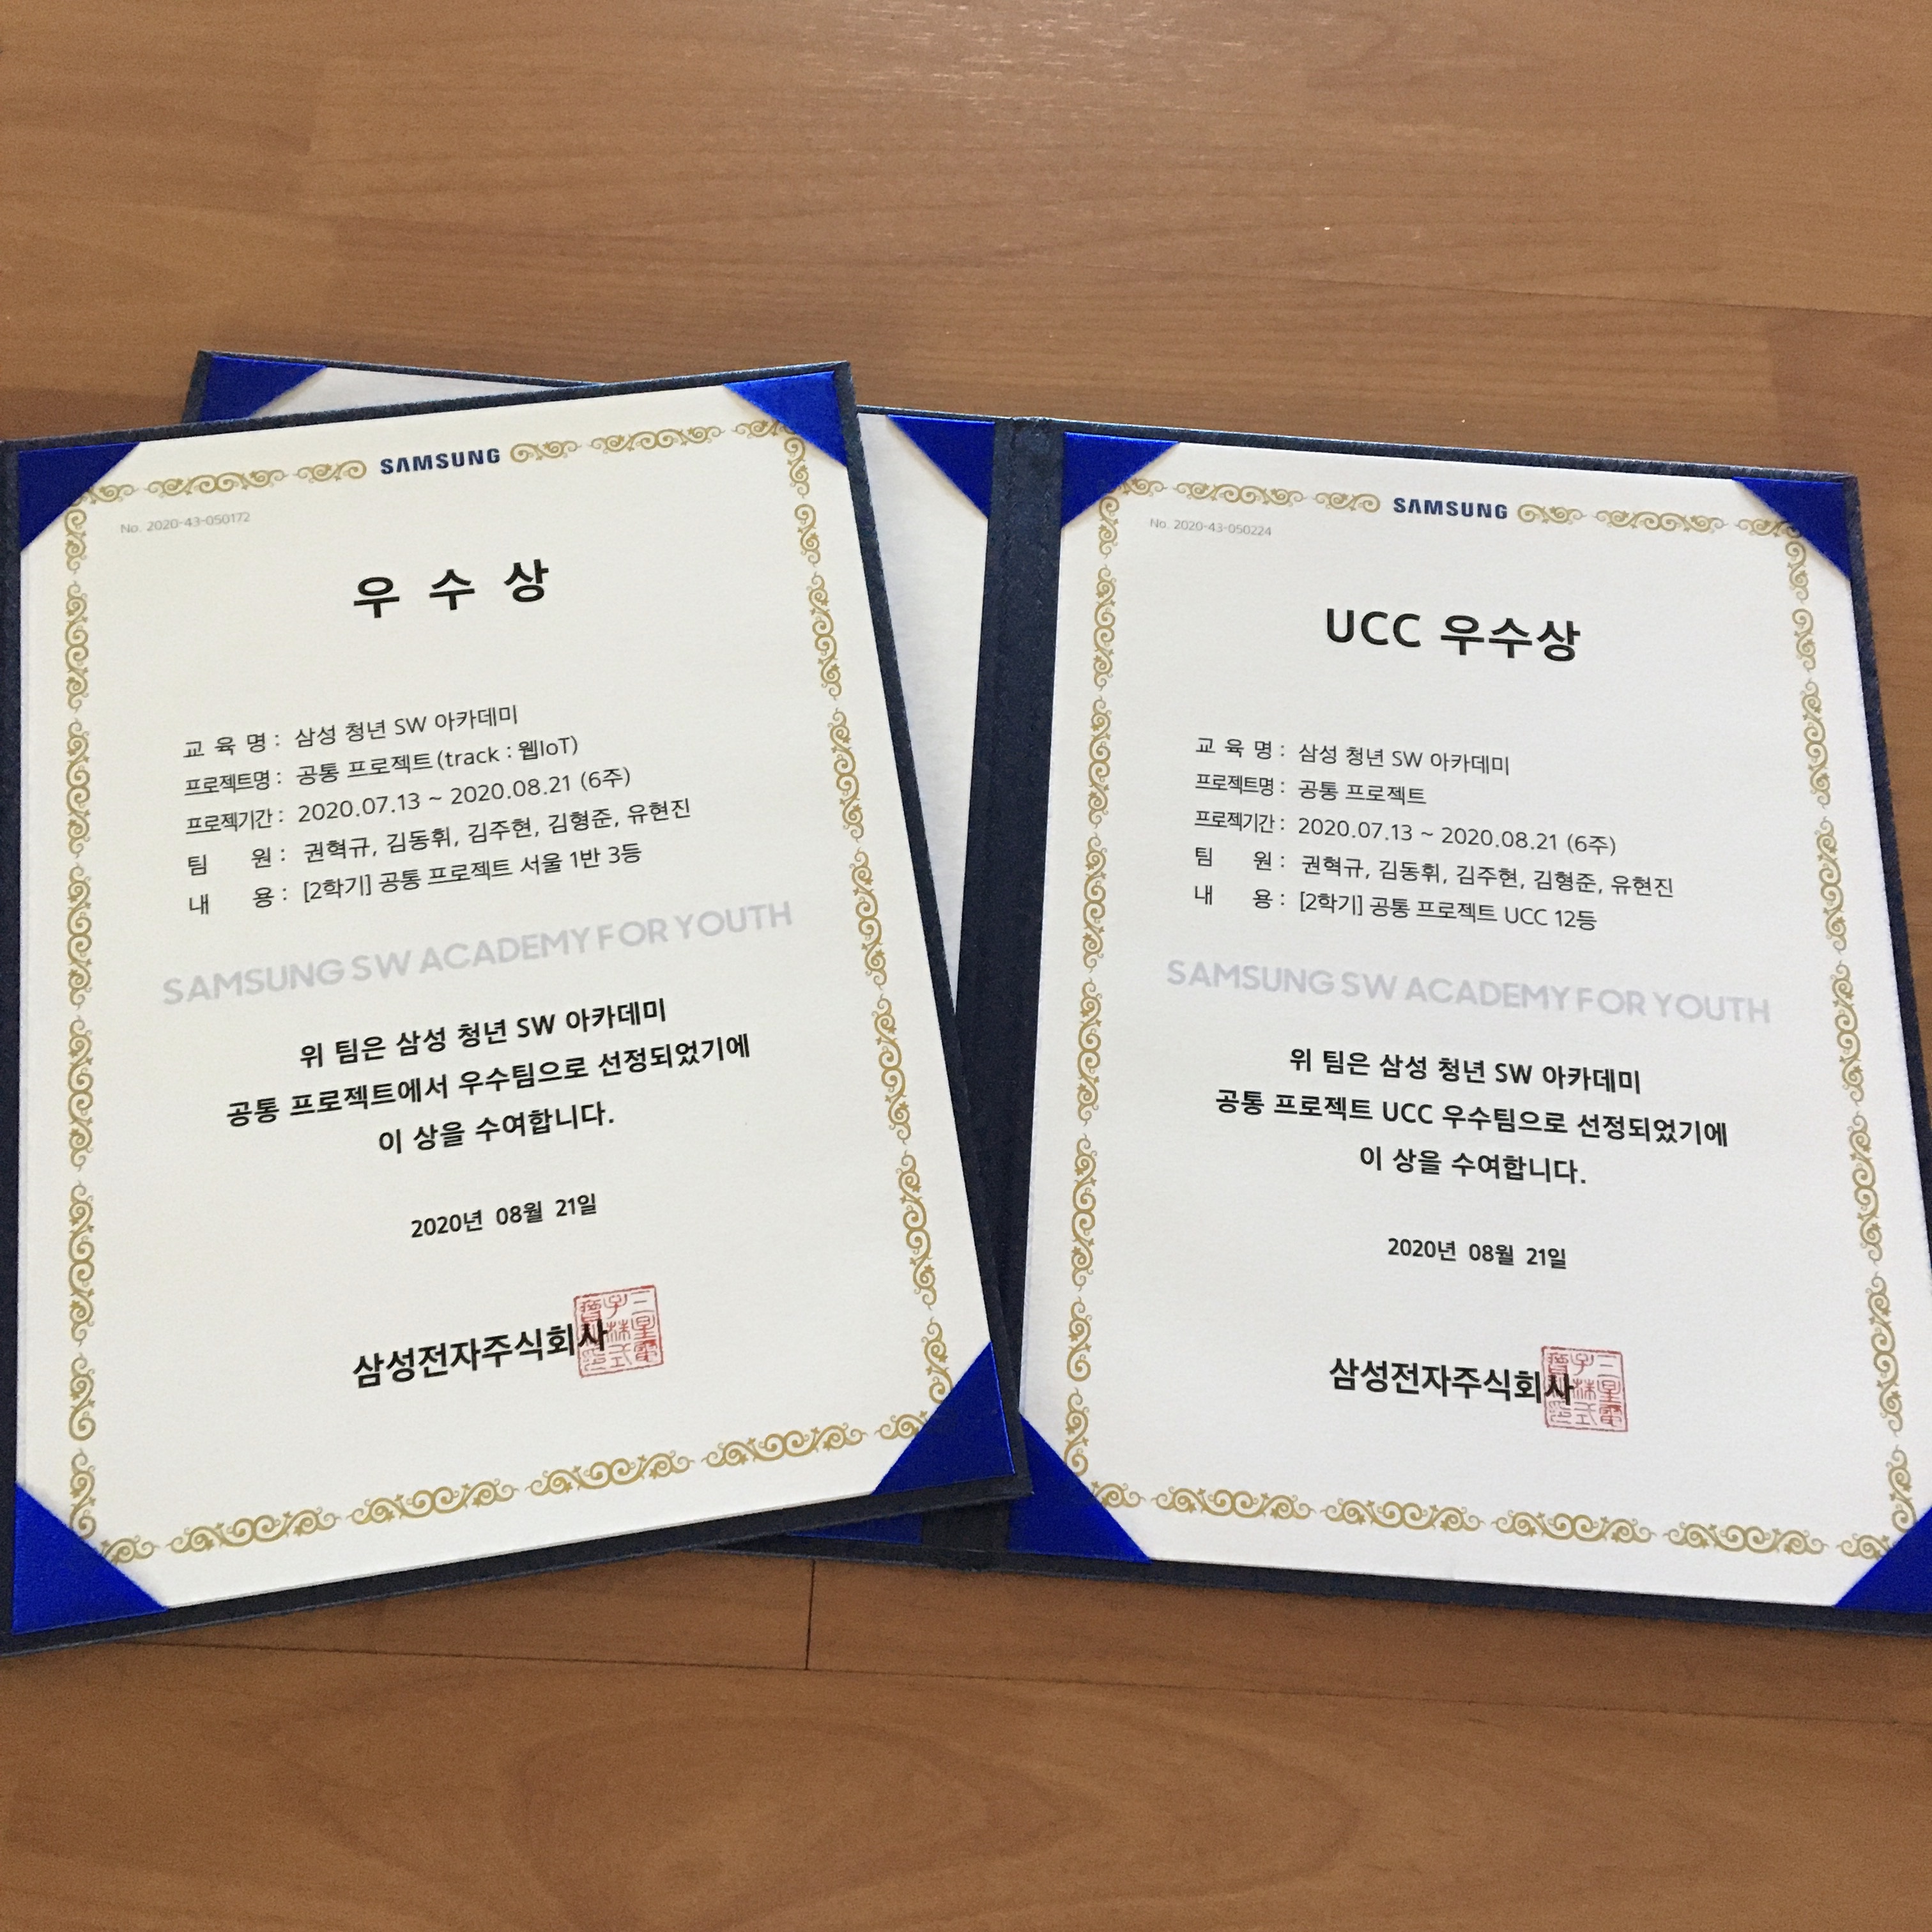 SAMSUNG
No. 2020-43-050172
우 수 상
교 육 명 : 삼성 청년 SW 아카데미
프로젝트명 : 공통 프로젝트(track : 웹IoT)
프로젝기간 : 2020.07.13 ~ 2020.08.21 (6주)
팀 원 : 권혁규, 김동휘, 김주현, 김형준, 유현진
내 용 : [2학기] 공통 프로젝트 서울 1반 3등
SAMSUNG SW ACADEMY FOR YOUTH
위 팀은 삼성 청년 SW 아카데미
공통 프로젝트에서 우수팀으로 선정되었기에
이 상을 수여합니다.
2020년 08월 21일
삼성전자주식회사
SAMSUNG
No. 2020-43-050224
UCC 우수상
교 육 명 : 삼성 청년 SW 아카데미
프로젝트명 : 공통 프로젝트
프로젝기간 : 2020.07.13 ~ 2020.08.21 (6주)
팀 원 : 권혁규, 김동휘, 김주현, 김형준, 유현진
내 용 : [2학기] 공통 프로젝트 UCC 12등
SAMSUNG SW ACADEMY FOR YOUTH
위 팀은 삼성 청년 SW 아카데미
공통 프로젝트 UCC 우수팀으로 선정되었기에
이 상을 수여합니다.
2020년 08월 21일
삼성전자주식회사